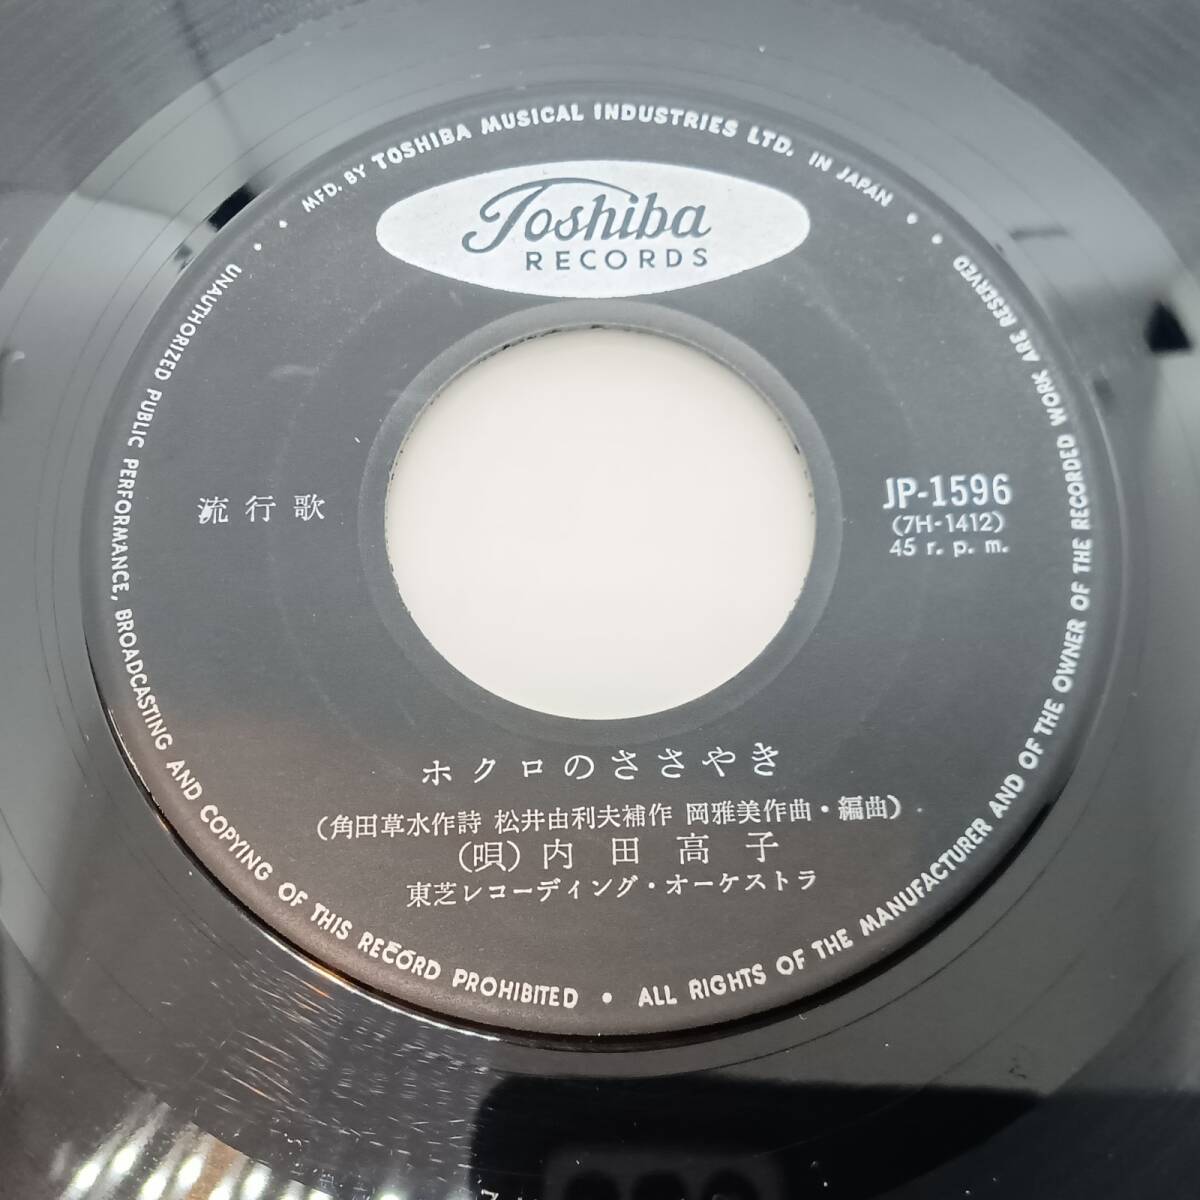 MFD. BY TOSHIBA MUSICAL INDUSTRIES LTD. IN JAPAN
Toshiba
RECORDS
流行歌
JP-1596
(7H-1412)
45 r. p. m.
ホクロのささやき
(角田草水作詩 松井由利夫補作 岡雅美作曲・編曲)
(唄) 内田高子
東芝レコーディング・オーケストラ
UNAUTHORIZED PUBLIC PERFORMANCE, BROADCASTING AND COPYING OF THIS RECORD PROHIBITED • ALL RIGHTS OF THE MANUFACTURER AND OF THE OWNER OF THE RECORDED WORK ARE RESERVED